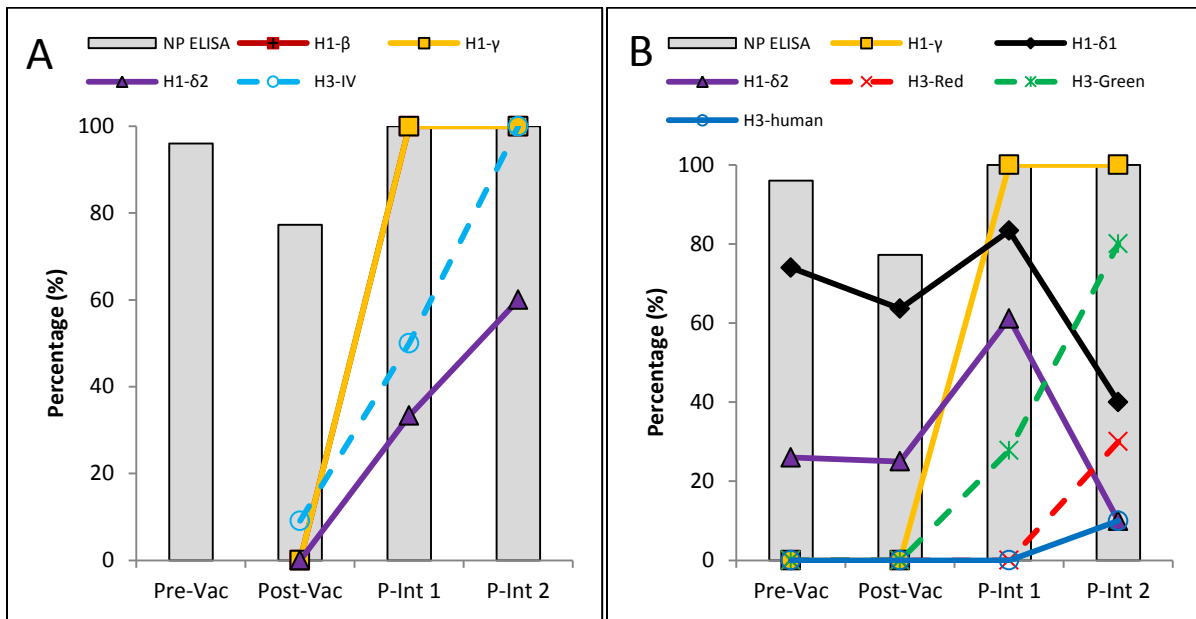 A
NP ELISA H1-β H1-γ
H1-δ2 H3-IV
Percentage (%)
100
80
60
40
20
0
Pre-Vac Post-Vac P-Int 1 P-Int 2
B
NP ELISA H1-γ H1-δ1
H1-δ2 H3-Red H3-Green
H3-human
Percentage (%)
100
80
60
40
20
0
Pre-Vac Post-Vac P-Int 1 P-Int 2